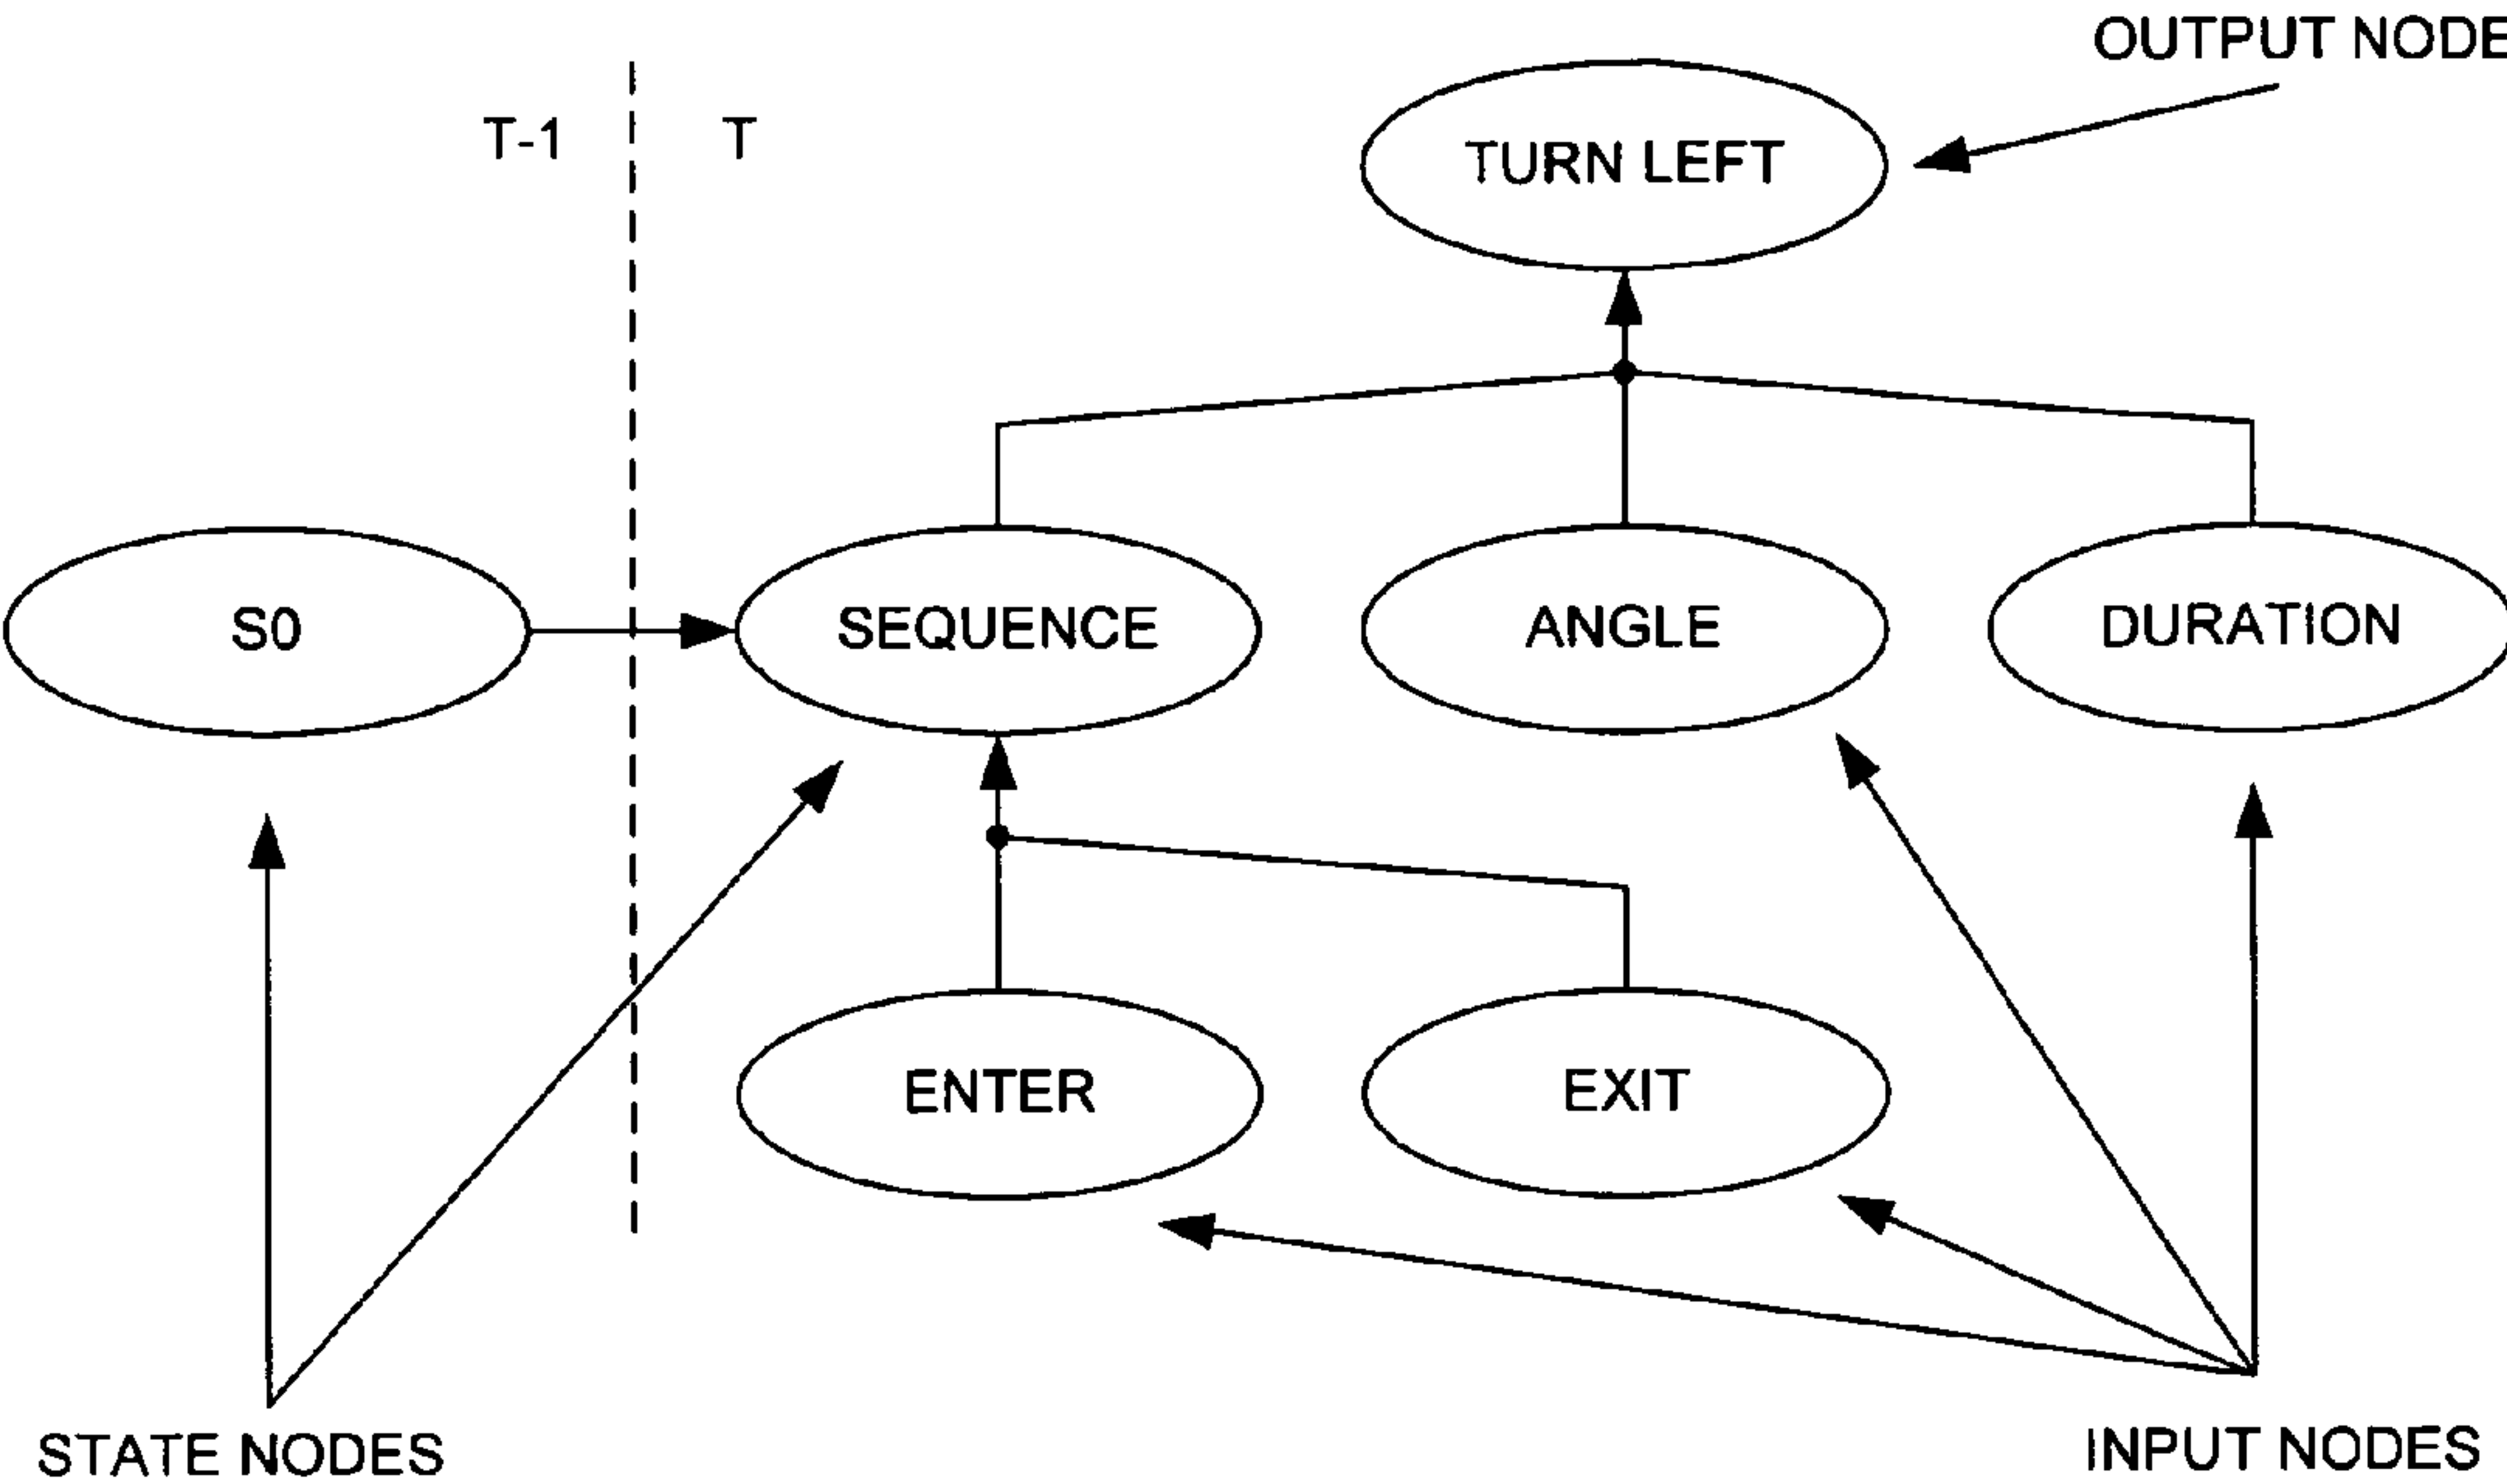 OUTPUT NODE
T-1
T
TURN LEFT
S0
SEQUENCE
ANGLE
DURATION
ENTER
EXIT
STATE NODES
INPUT NODES